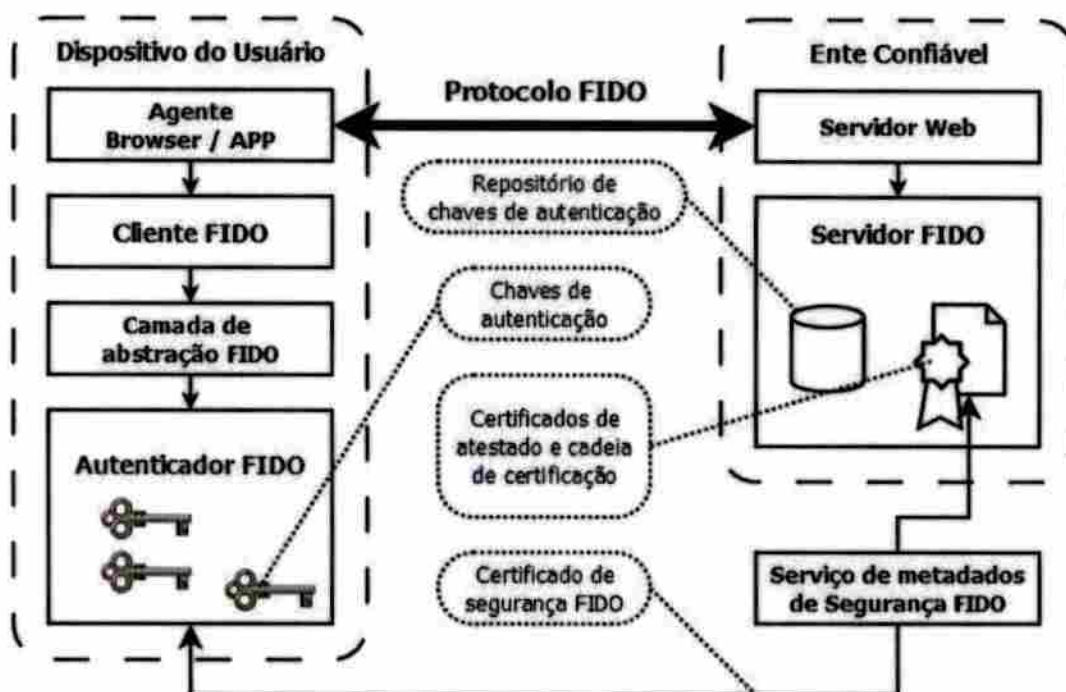 Dispositivo do Usuário
Agente
Browser / APP
Cliente FIDO
Camada de
abstração FIDO
Autenticador FIDO
Protocolo FIDO
Repositório de
chaves de autenticação
Chaves de
autenticação
Certificados de
atestado e cadeia
de certificação
Certificado de
segurança FIDO
Ente Confiável
Servidor Web
Servidor FIDO
Serviço de metadados
de Segurança FIDO